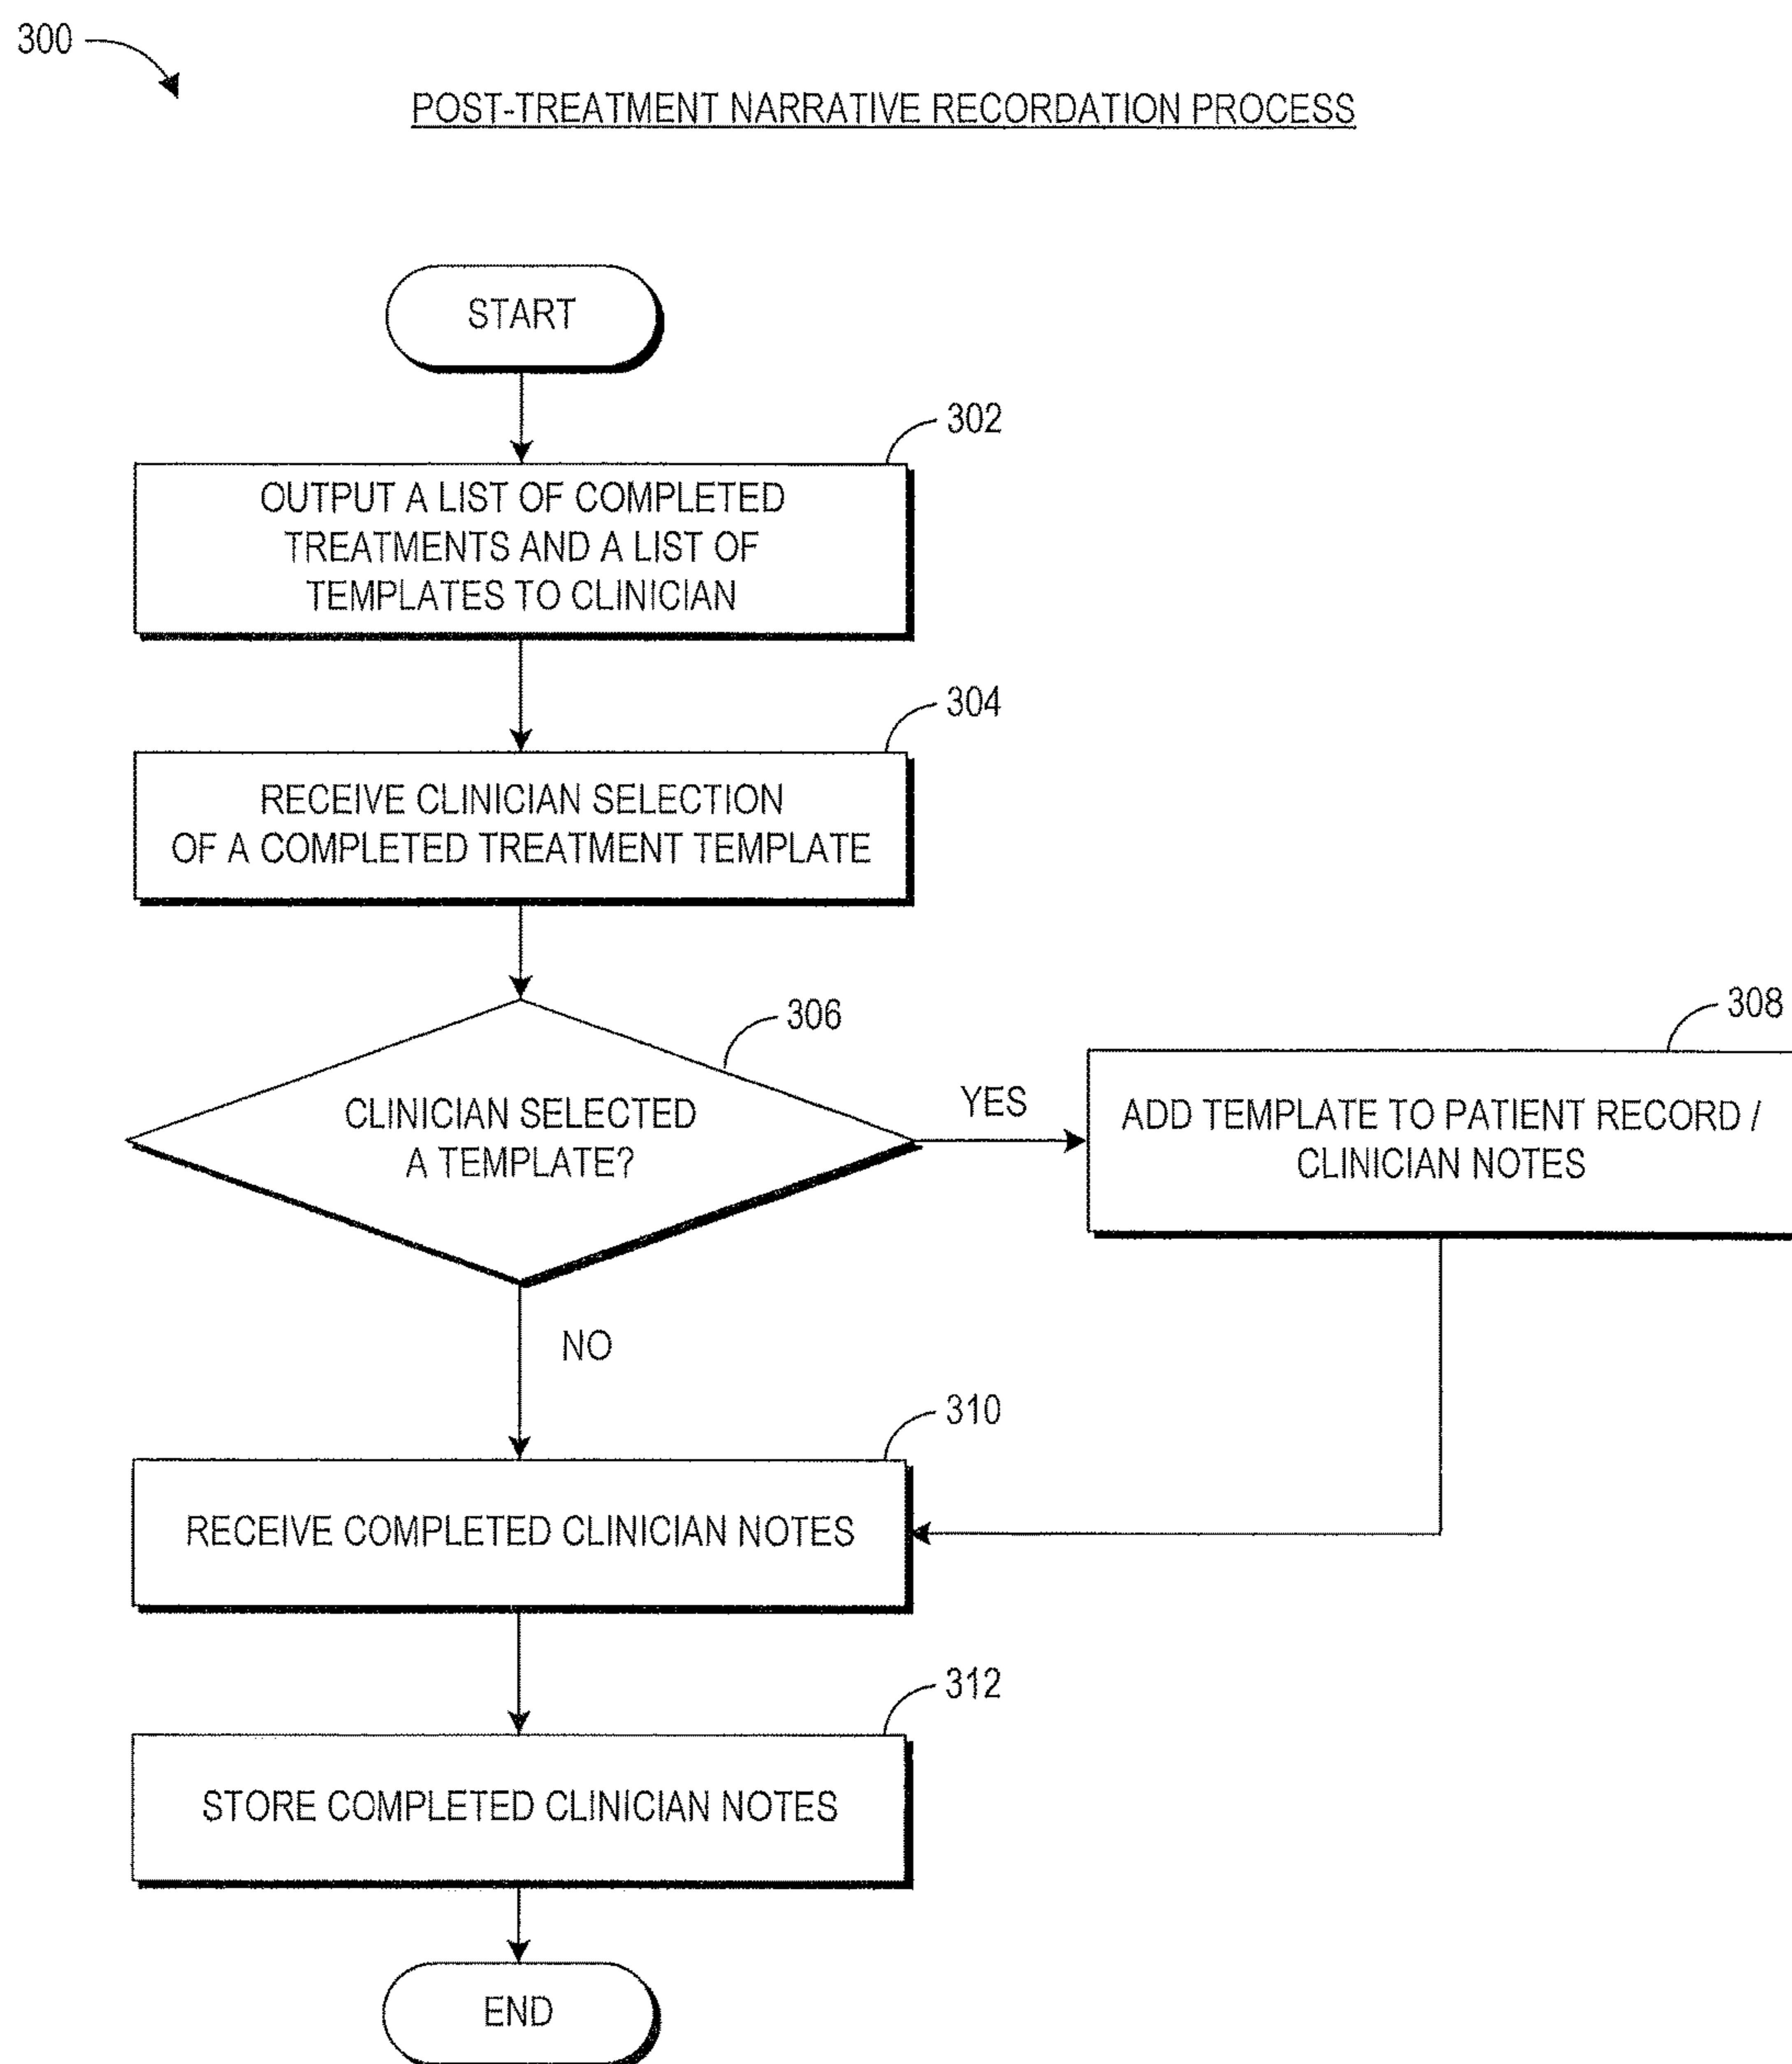 300
POST-TREATMENT NARRATIVE RECORDATION PROCESS
START
302
OUTPUT A LIST OF COMPLETED
TREATMENTS AND A LIST OF
TEMPLATES TO CLINICIAN
304
RECEIVE CLINICIAN SELECTION
OF A COMPLETED TREATMENT TEMPLATE
306
CLINICIAN SELECTED
A TEMPLATE?
YES
308
ADD TEMPLATE TO PATIENT RECORD /
CLINICIAN NOTES
NO
310
RECEIVE COMPLETED CLINICIAN NOTES
312
STORE COMPLETED CLINICIAN NOTES
END